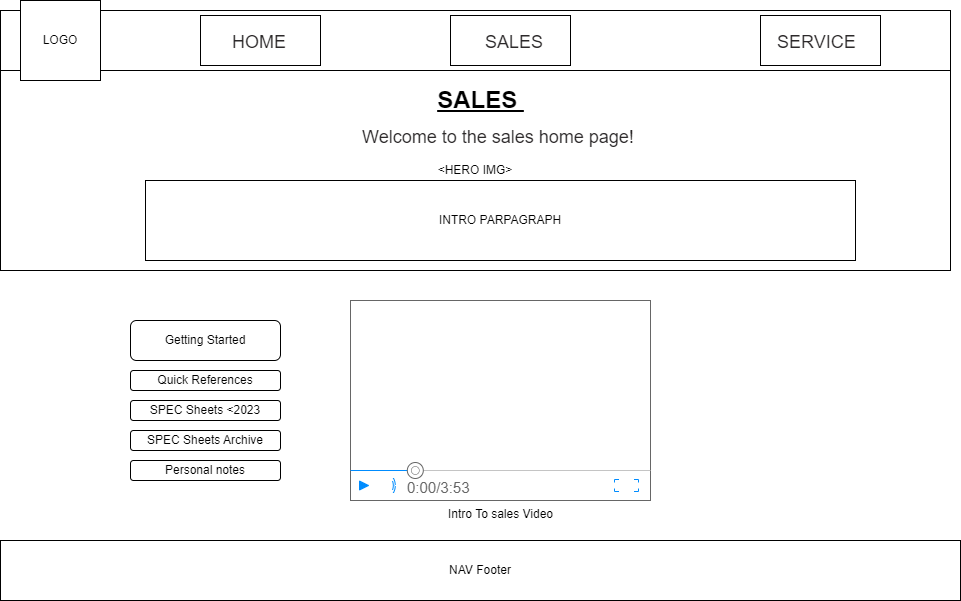 LOGO
HOME
SALES
SERVICE
SALES
Welcome to the sales home page!
<HERO IMG>
INTRO PARPAGRAPH
Getting Started
Quick References
SPEC Sheets <2023
SPEC Sheets Archive
Personal notes
0:00/3:53
Intro To sales Video
NAV Footer